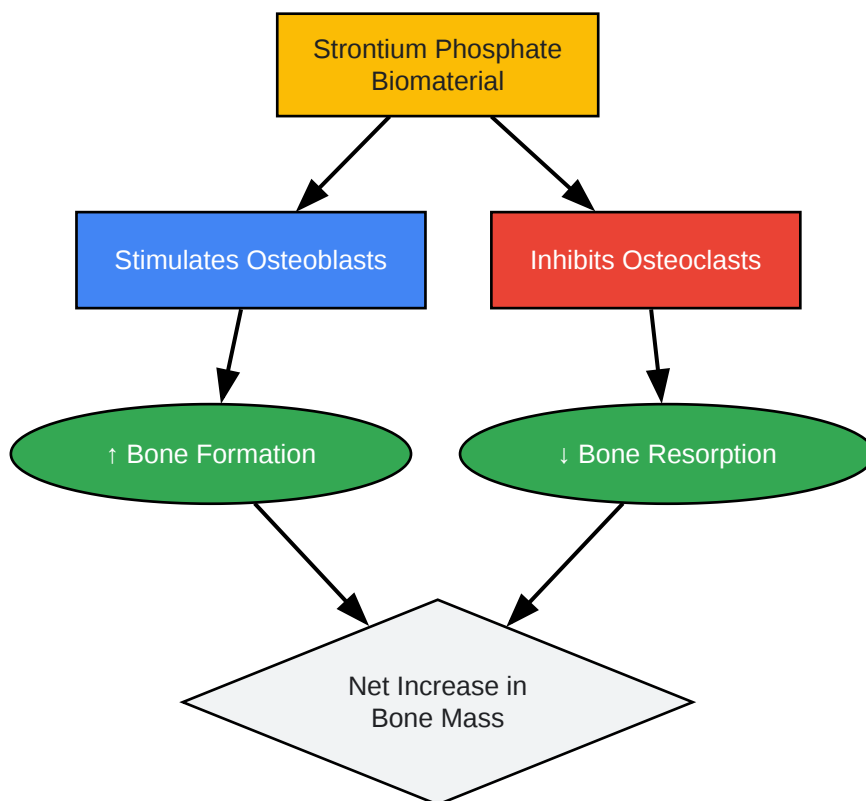 Strontium Phosphate
Biomaterial
Stimulates Osteoblasts
Inhibits Osteoclasts
↑ Bone Formation
↓ Bone Resorption
Net Increase in
Bone Mass